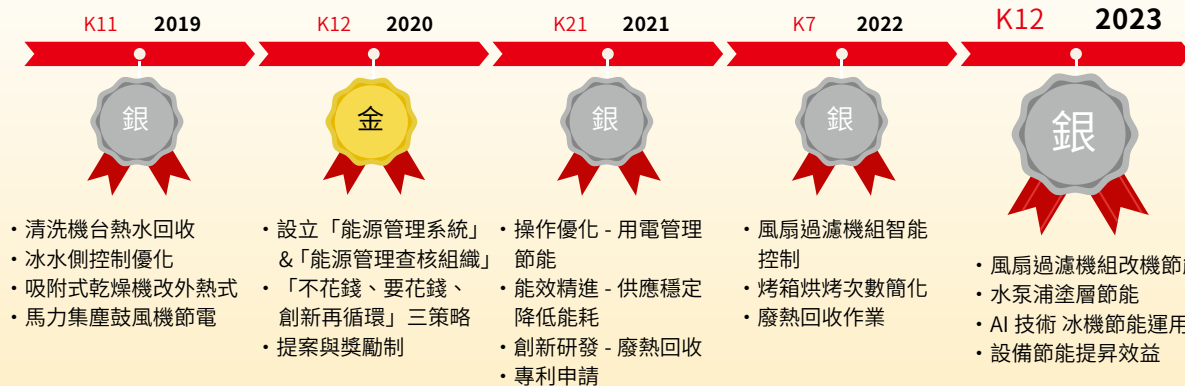 K11 2019
銀
・清洗機台熱水回收
・冰水側控制優化
・吸附式乾燥機改外熱式
・馬力集塵鼓風機節電
K12 2020
金
・設立「能源管理系統」
&「能源管理查核組織」
・「不花錢、要花錢、
創新再循環」三策略
・提案與獎勵制
K21 2021
銀
・操作優化 - 用電管理
節能
・能效精進 - 供應穩定
降低能耗
・創新研發 - 廢熱回收
・專利申請
K7 2022
銀
・風扇過濾機組智能
控制
・烤箱烘烤次數簡化
・廢熱回收作業
K12 2023
銀
・風扇過濾機組改機節能
・水泵浦塗層節能
・AI 技術 冰機節能運用
・設備節能提昇效益